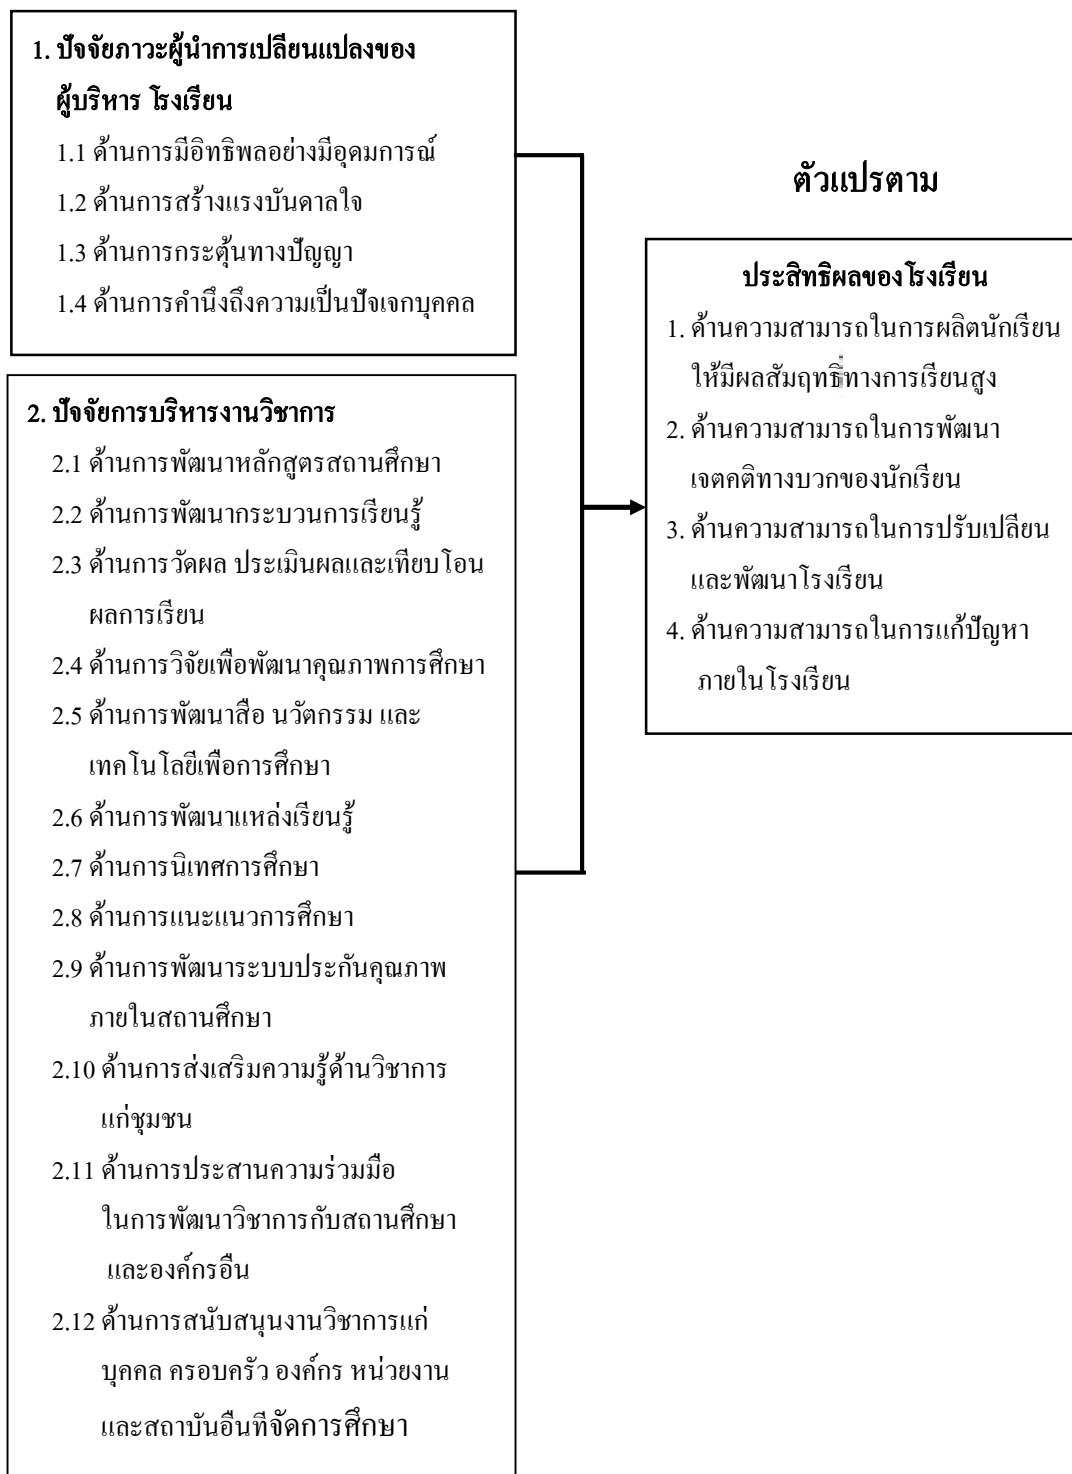 1. ปัจจัยภาวะผู้นำการเปลี่ยนแปลงของ
ผู้บริหาร โรงเรียน
1.1 ด้านการมีอิทธิพลอย่างมีอุดมการณ์
1.2 ด้านการสร้างแรงบันดาลใจ
1.3 ด้านการกระตุ้นทางปัญญา
1.4 ด้านการคำนึงถึงความเป็นปัจเจกบุคคล
2. ปัจจัยการบริหารงานวิชาการ
2.1 ด้านการพัฒนาหลักสูตรสถานศึกษา
2.2 ด้านการพัฒนากระบวนการเรียนรู้
2.3 ด้านการวัดผล ประเมินผลและเทียบโอน
ผลการเรียน
2.4 ด้านการวิจัยเพื่อพัฒนาคุณภาพการศึกษา
2.5 ด้านการพัฒนาสื่อ นวัตกรรม และ
เทคโนโลยีเพื่อการศึกษา
2.6 ด้านการพัฒนาแหล่งเรียนรู้
2.7 ด้านการนิเทศการศึกษา
2.8 ด้านการแนะแนวการศึกษา
2.9 ด้านการพัฒนาระบบประกันคุณภาพ
ภายในสถานศึกษา
2.10 ด้านการส่งเสริมความรู้ด้านวิชาการ
แก่ชุมชน
2.11 ด้านการประสานความร่วมมือ
ในการพัฒนาวิชาการกับสถานศึกษา
และองค์กรอื่น
2.12 ด้านการสนับสนุนงานวิชาการแก่
บุคคล ครอบครัว องค์กร หน่วยงาน
และสถาบันอื่นที่จัดการศึกษา
ตัวแปรตาม
ประสิทธิผลของโรงเรียน
1. ด้านความสามารถในการผลิตนักเรียน
ให้มีผลสัมฤทธิ์ทางการเรียนสูง
2. ด้านความสามารถในการพัฒนา
เจตคติทางบวกของนักเรียน
3. ด้านความสามารถในการปรับเปลี่ยน
และพัฒนาโรงเรียน
4. ด้านความสามารถในการแก้ปัญหา
ภายในโรงเรียน